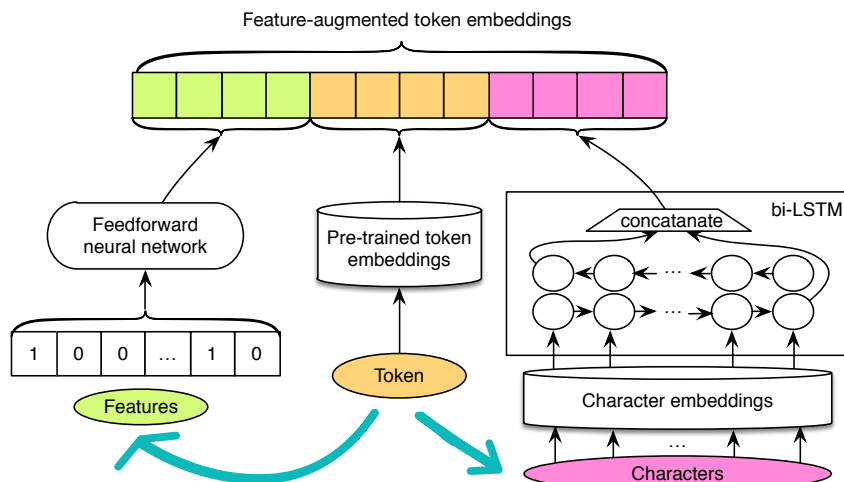 Feature-augmented token embeddings
bi-LSTM
concatanate
Feedforward
neural network
Pre-trained token
embeddings
...
...
1 0 0 ... 1 0
Token
Features
Character embeddings
...
Characters